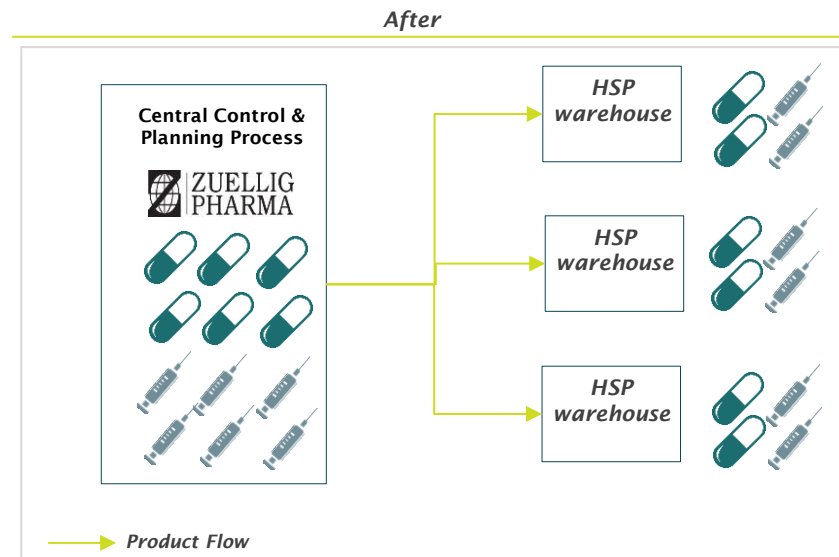 After
Central Control &
Planning Process
ZUELLIG
PHARMA
HSP
warehouse
HSP
warehouse
HSP
warehouse
Product Flow